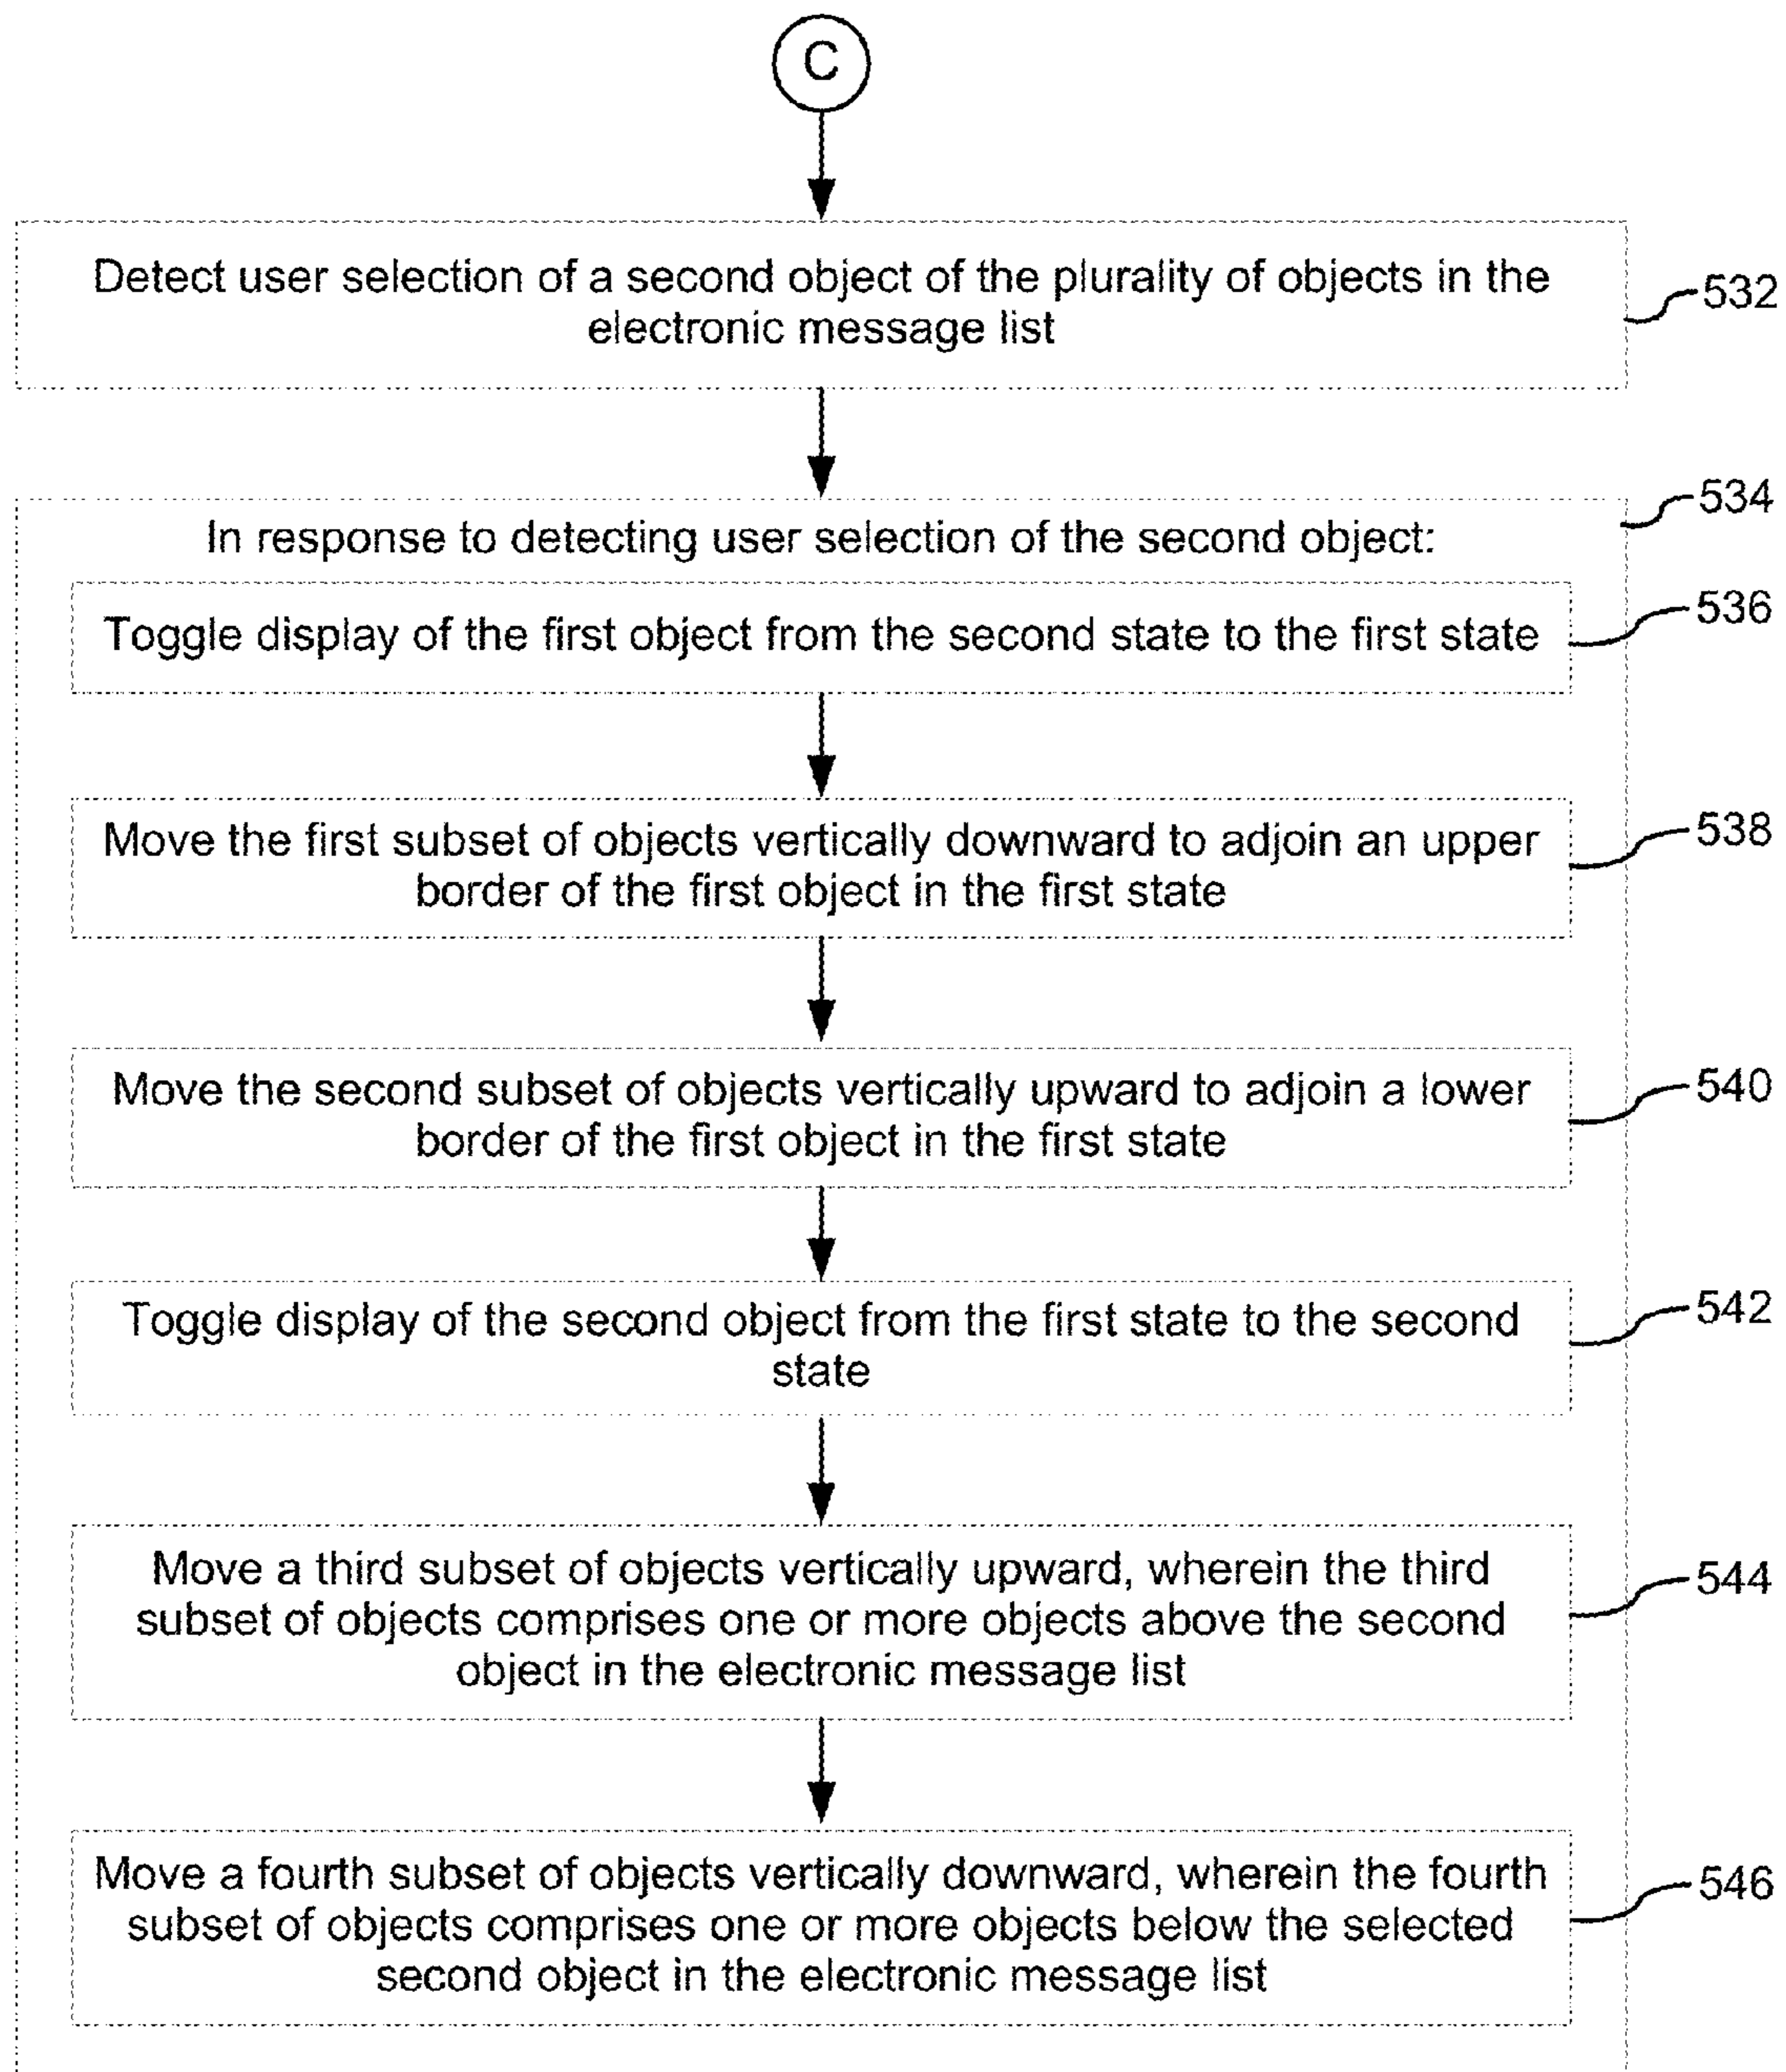 C
Detect user selection of a second object of the plurality of objects in the
electronic message list
532
534
In response to detecting user selection of the second object:
Toggle display of the first object from the second state to the first state
536
Move the first subset of objects vertically downward to adjoin an upper
border of the first object in the first state
538
Move the second subset of objects vertically upward to adjoin a lower
border of the first object in the first state
540
Toggle display of the second object from the first state to the second
state
542
Move a third subset of objects vertically upward, wherein the third
subset of objects comprises one or more objects above the second
object in the electronic message list
544
Move a fourth subset of objects vertically downward, wherein the fourth
subset of objects comprises one or more objects below the selected
second object in the electronic message list
546